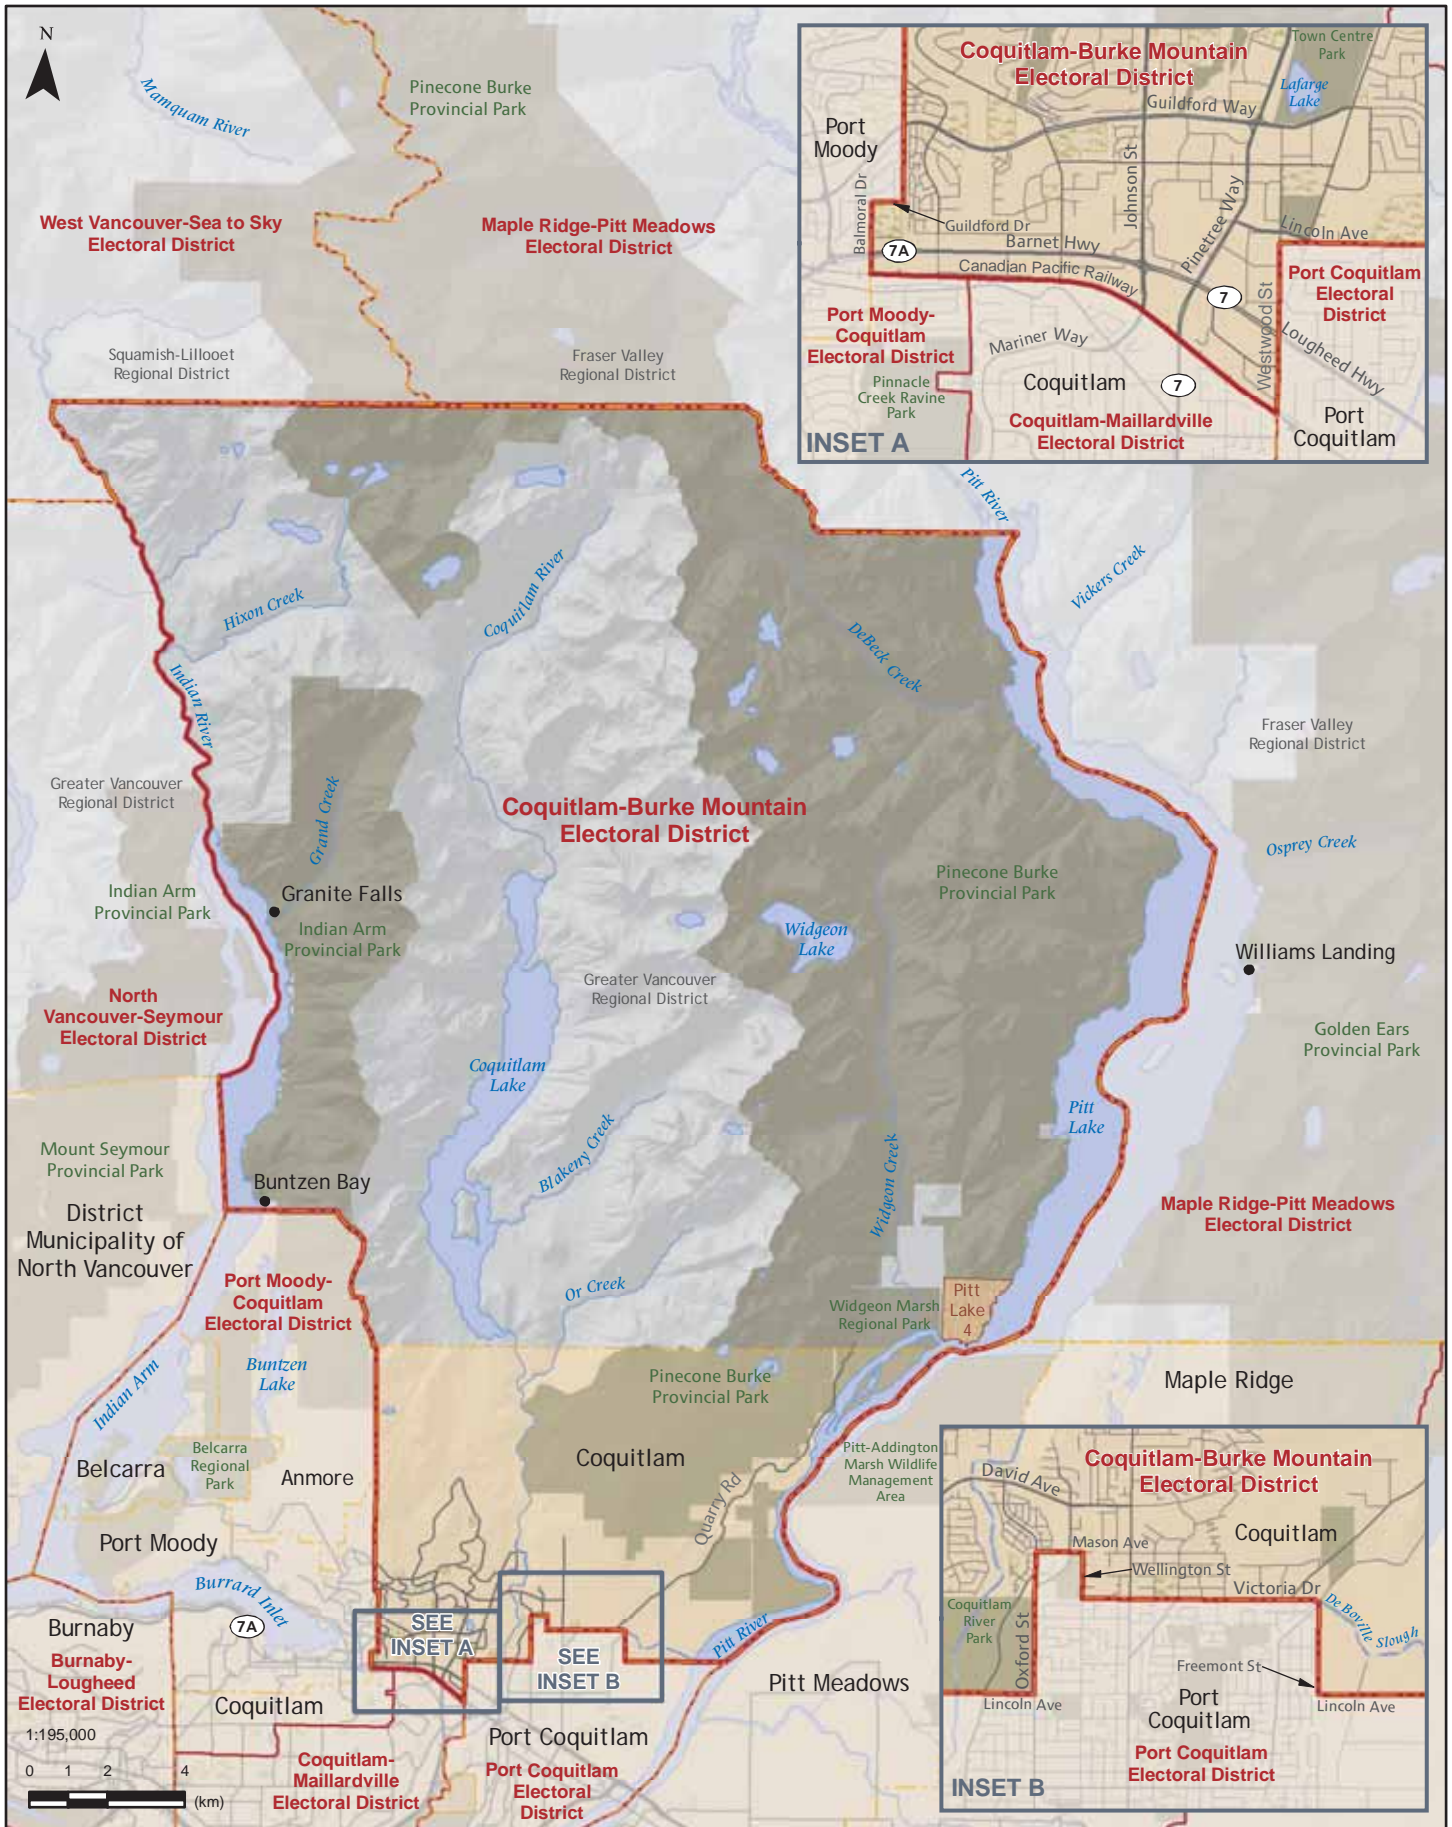 N
Mamquam River
Pinecone Burke
Provincial Park
West Vancouver-Sea to Sky
Electoral District
Maple Ridge-Pitt Meadows
Electoral District
Squamish-Lillooet
Regional District
Fraser Valley
Regional District
Coquitlam-Burke Mountain
Electoral District
Town Centre
Park
Lafarge
Lake
Guildford Way
Port
Moody
Johnson St
Balmoral Dr
Pinetree Way
Guildford Dr
Lincoln Ave
7A
Barnet Hwy
Canadian Pacific Railway
7
Port Coquitlam
Electoral
District
Westwood St
Port Moody-
Coquitlam
Electoral District
Mariner Way
Lougheed Hwy
Pinnacle
Creek Ravine
Park
Coquitlam
7
Coquitlam-Maillardville
Electoral District
Port
Coquitlam
INSET A
Pitt River
Vickers Creek
Coquitlam River
Hixon Creek
DeBeck Creek
Indian River
Fraser Valley
Regional District
Greater Vancouver
Regional District
Grand Creek
Coquitlam-Burke Mountain
Electoral District
Osprey Creek
Pinecone Burke
Provincial Park
Indian Arm
Provincial Park
Granite Falls
Indian Arm
Provincial Park
Widgeon
Lake
Williams Landing
Greater Vancouver
Regional District
North
Vancouver-Seymour
Electoral District
Golden Ears
Provincial Park
Coquitlam
Lake
Pitt
Lake
Mount Seymour
Provincial Park
Blakeny Creek
Widgeon Creek
Buntzen Bay
District
Municipality of
North Vancouver
Maple Ridge-Pitt Meadows
Electoral District
Port Moody-
Coquitlam
Electoral District
Or Creek
Pitt
Lake
4
Widgeon Marsh
Regional Park
Indian Arm
Buntzen
Lake
Pinecone Burke
Provincial Park
Maple Ridge
Belcarra
Belcarra
Regional
Park
Anmore
Coquitlam
Pitt-Addington
Marsh Wildlife
Management
Area
Quarry Rd
Port Moody
Burrard Inlet
7A
Burnaby
Burnaby-
Lougheed
Electoral District
SEE
INSET A
SEE
INSET B
Pitt River
Pitt Meadows
Coquitlam
Port Coquitlam
Coquitlam-
Maillardville
Electoral District
Port Coquitlam
Electoral
District
1:195,000
0 1 2 4
(km)
Coquitlam-Burke Mountain
Electoral District
David Ave
Coquitlam
Mason Ave
Wellington St
Victoria Dr
De Boville Slough
Coquitlam
River
Park
Oxford St
Freemont St
Lincoln Ave
Lincoln Ave
Port
Coquitlam
Port Coquitlam
Electoral District
INSET B